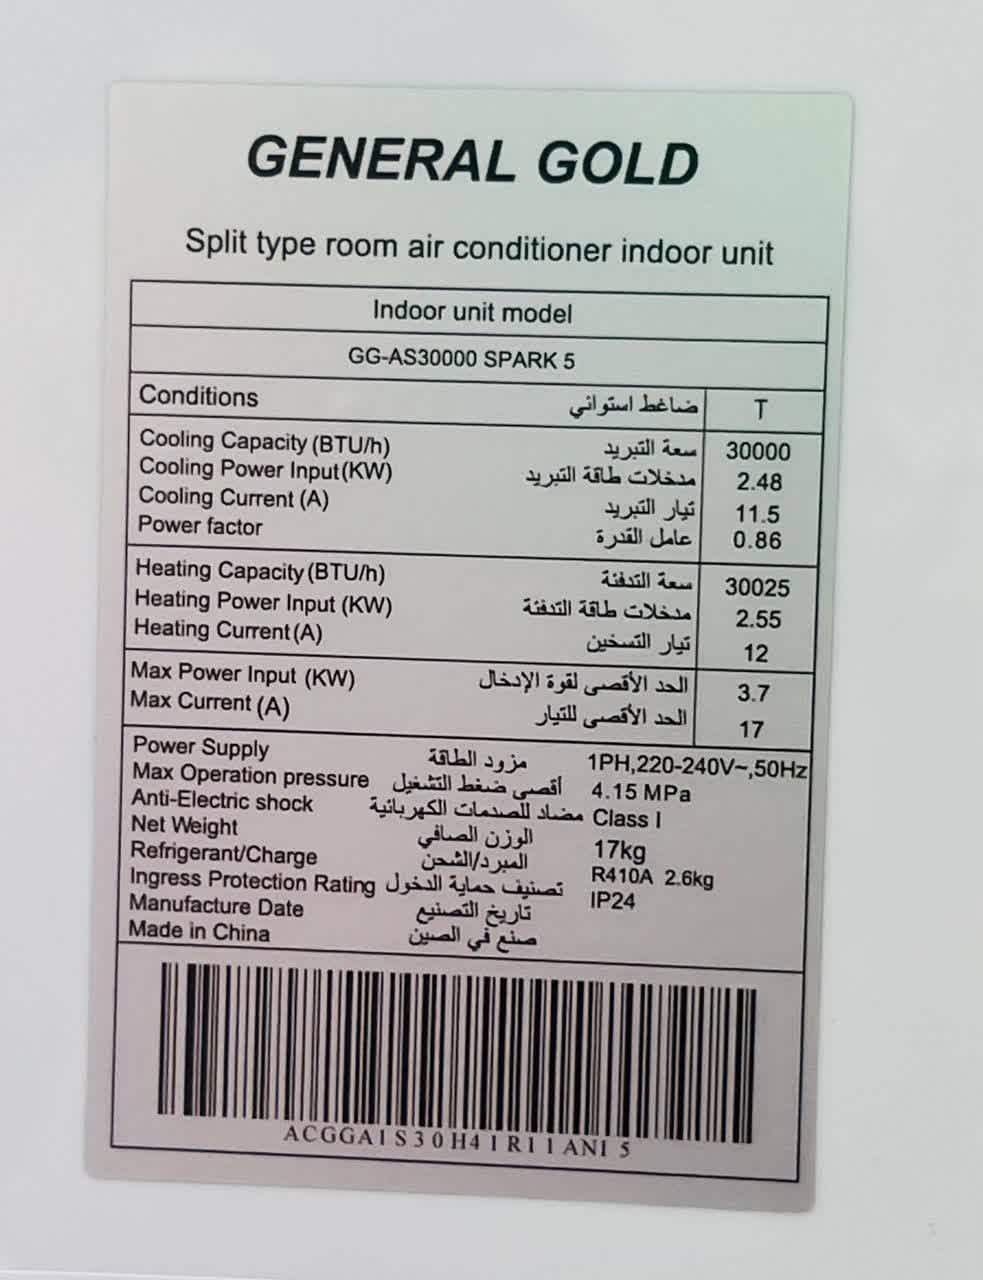 GENERAL GOLD
Split type room air conditioner indoor unit
Indoor unit model
GG-AS30000 SPARK 5
Conditions ضاغط استوائي T
Cooling Capacity (BTU/h) سعة التبريد 30000
Cooling Power Input(KW) مدخلات طاقة التبريد 2.48
Cooling Current (A) تيار التبريد 11.5
Power factor عامل القدرة 0.86
Heating Capacity (BTU/h) سعة التدفئة 30025
Heating Power Input (KW) مدخلات طاقة التدفئة 2.55
Heating Current (A) تيار التسخين 12
Max Power Input (KW) الحد الأقصى لقوة الإدخال 3.7
Max Current (A) الحد الأقصى للتيار 17
Power Supply مزود الطاقة 1PH,220-240V~,50Hz
Max Operation pressure أقصى ضغط التشغيل 4.15 MPa
Anti-Electric shock مضاد للصدمات الكهربائية Class I
Net Weight الوزن الصافي 17kg
Refrigerant/Charge المبرد/الشحن R410A 2.6kg
Ingress Protection Rating تصنيف حماية الدخول IP24
Manufacture Date تاريخ التصنيع
Made in China صنع في الصين
ACGGA1S30H41R11AN15